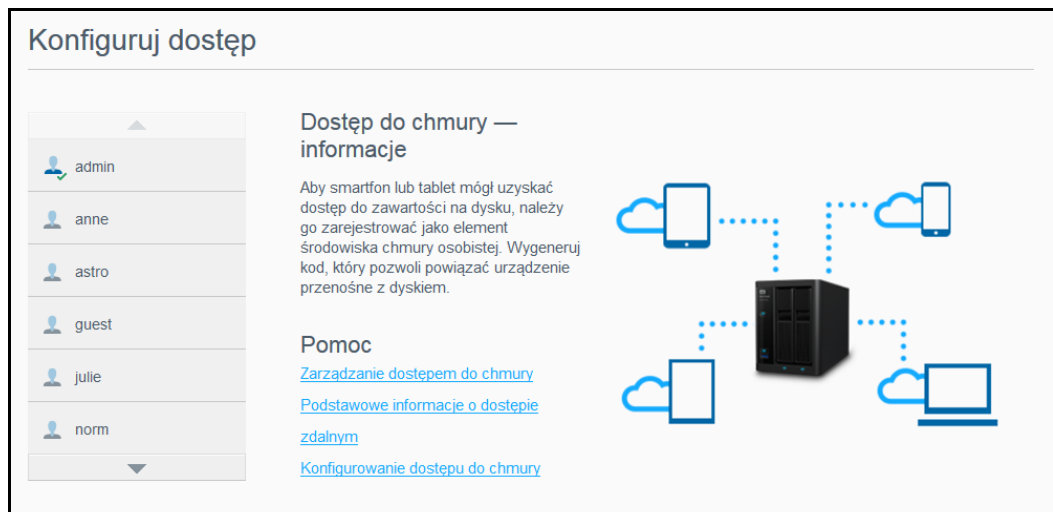 Konfiguruj dostęp
admin
anne
astro
guest
julie
norm
Dostęp do chmury —
informacje
Aby smartfon lub tablet mógł uzyskać
dostęp do zawartości na dysku, należy
go zarejestrować jako element
środowiska chmury osobistej. Wygeneruj
kod, który pozwoli powiązać urządzenie
przenośne z dyskiem.
Pomoc
Zarządzanie dostępem do chmury
Podstawowe informacje o dostępie
zdalnym
Konfigurowanie dostępu do chmury